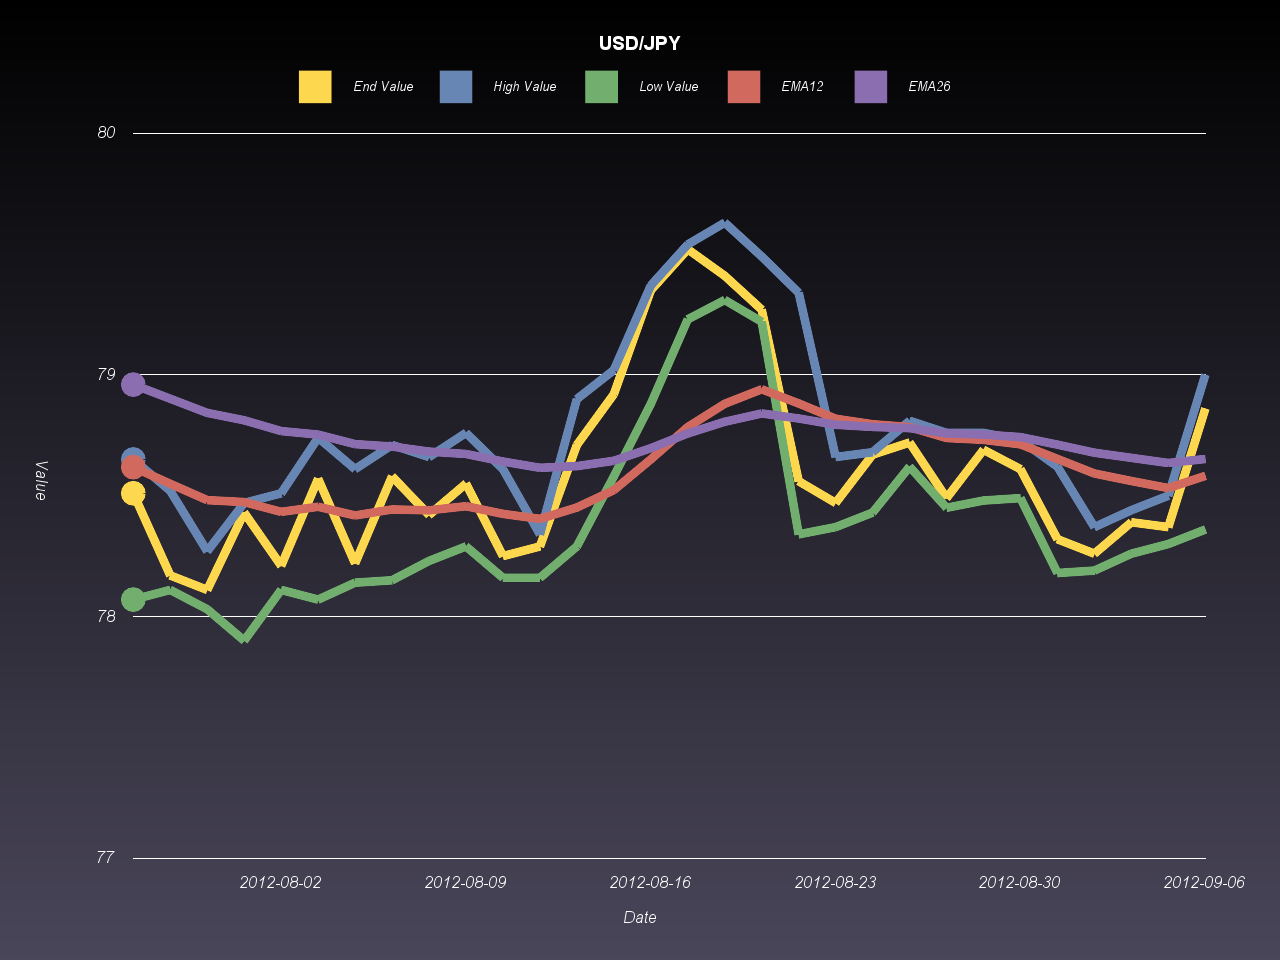 USD/JPY
End Value High Value Low Value EMA12 EMA26
80
79
Value
78
77
2012-08-02 2012-08-09 2012-08-16 2012-08-23 2012-08-30 2012-09-06
Date